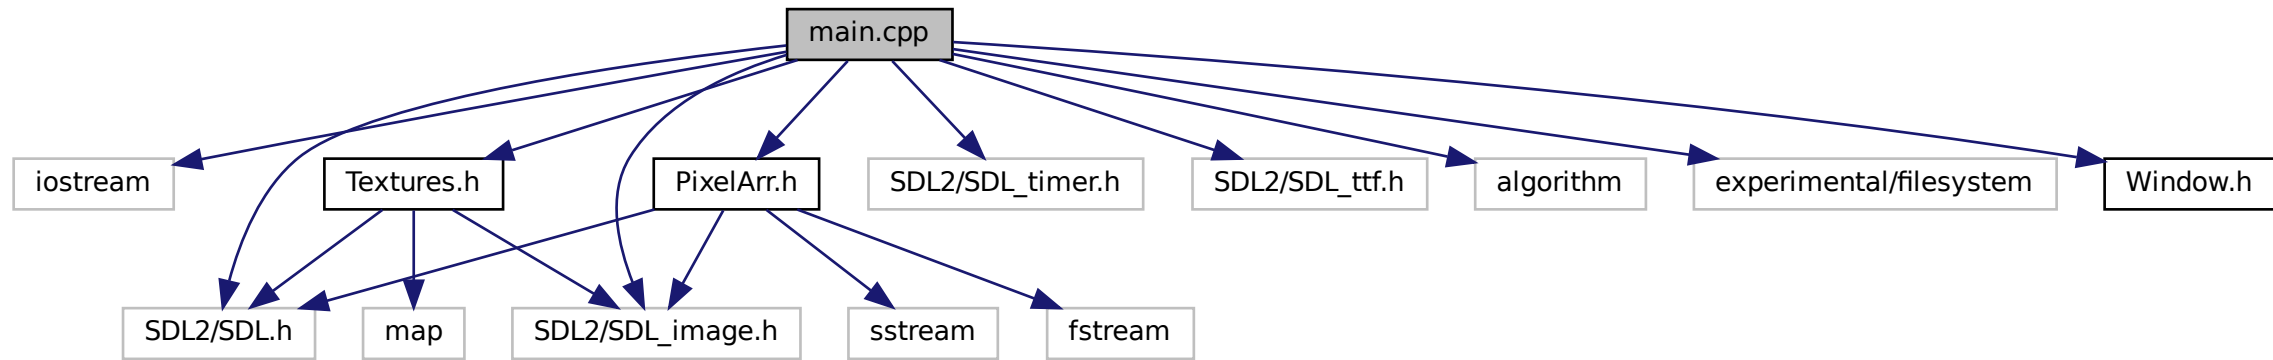 main.cpp
iostream
Textures.h
PixelArr.h
SDL2/SDL_timer.h
SDL2/SDL_ttf.h
algorithm
experimental/filesystem
Window.h
SDL2/SDL.h
map
SDL2/SDL_image.h
sstream
fstream